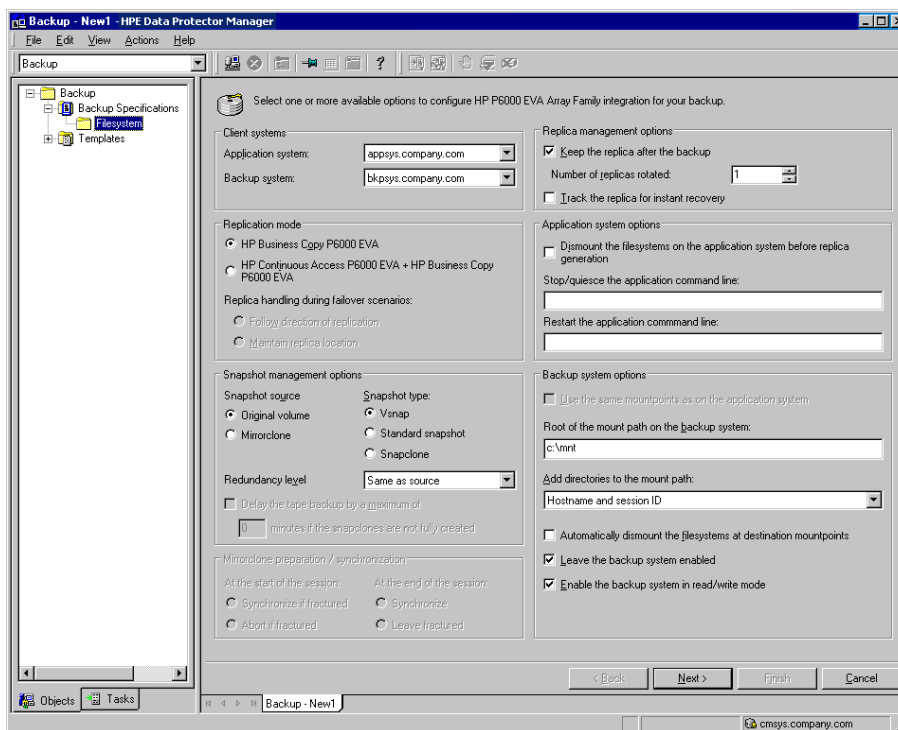 Backup - New1 - HPE Data Protector Manager
File Edit View Actions Help
Backup
Backup
Backup Specifications
Filesystem
Templates
Select one or more available options to configure HP P6000 EVA Array Family integration for your backup.
Client systems
Application system: appsys.company.com
Backup system: bkpsys.company.com
Replication mode
HP Business Copy P6000 EVA
HP Continuous Access P6000 EVA + HP Business Copy
P6000 EVA
Replica handling during failover scenarios:
Follow direction of replication
Maintain replica location
Snapshot management options
Snapshot source
Original volume
Mirrorclone
Snapshot type:
Vsnap
Standard snapshot
Snapclone
Redundancy level Same as source
Delay the tape backup by a maximum of
0 minutes if the snapclones are not fully created
Mirrorclone preparation / synchronization
At the start of the session:
Synchronize if fractured
Abort if fractured
At the end of the session:
Synchronize
Leave fractured
Replica management options
Keep the replica after the backup
Number of replicas rotated: 1
Track the replica for instant recovery
Application system options
Dismount the filesystems on the application system before replica
generation
Stop/quiesce the application command line:
Restart the application commmand line:
Backup system options
Use the same mountpoints as on the application system
Root of the mount path on the backup system:
c:\mnt
Add directories to the mount path:
Hostname and session ID
Automatically dismount the filesystems at destination mountpoints
Leave the backup system enabled
Enable the backup system in read/write mode
< Back Next > Finish Cancel
Objects Tasks
Backup - New1
cmsys.company.com